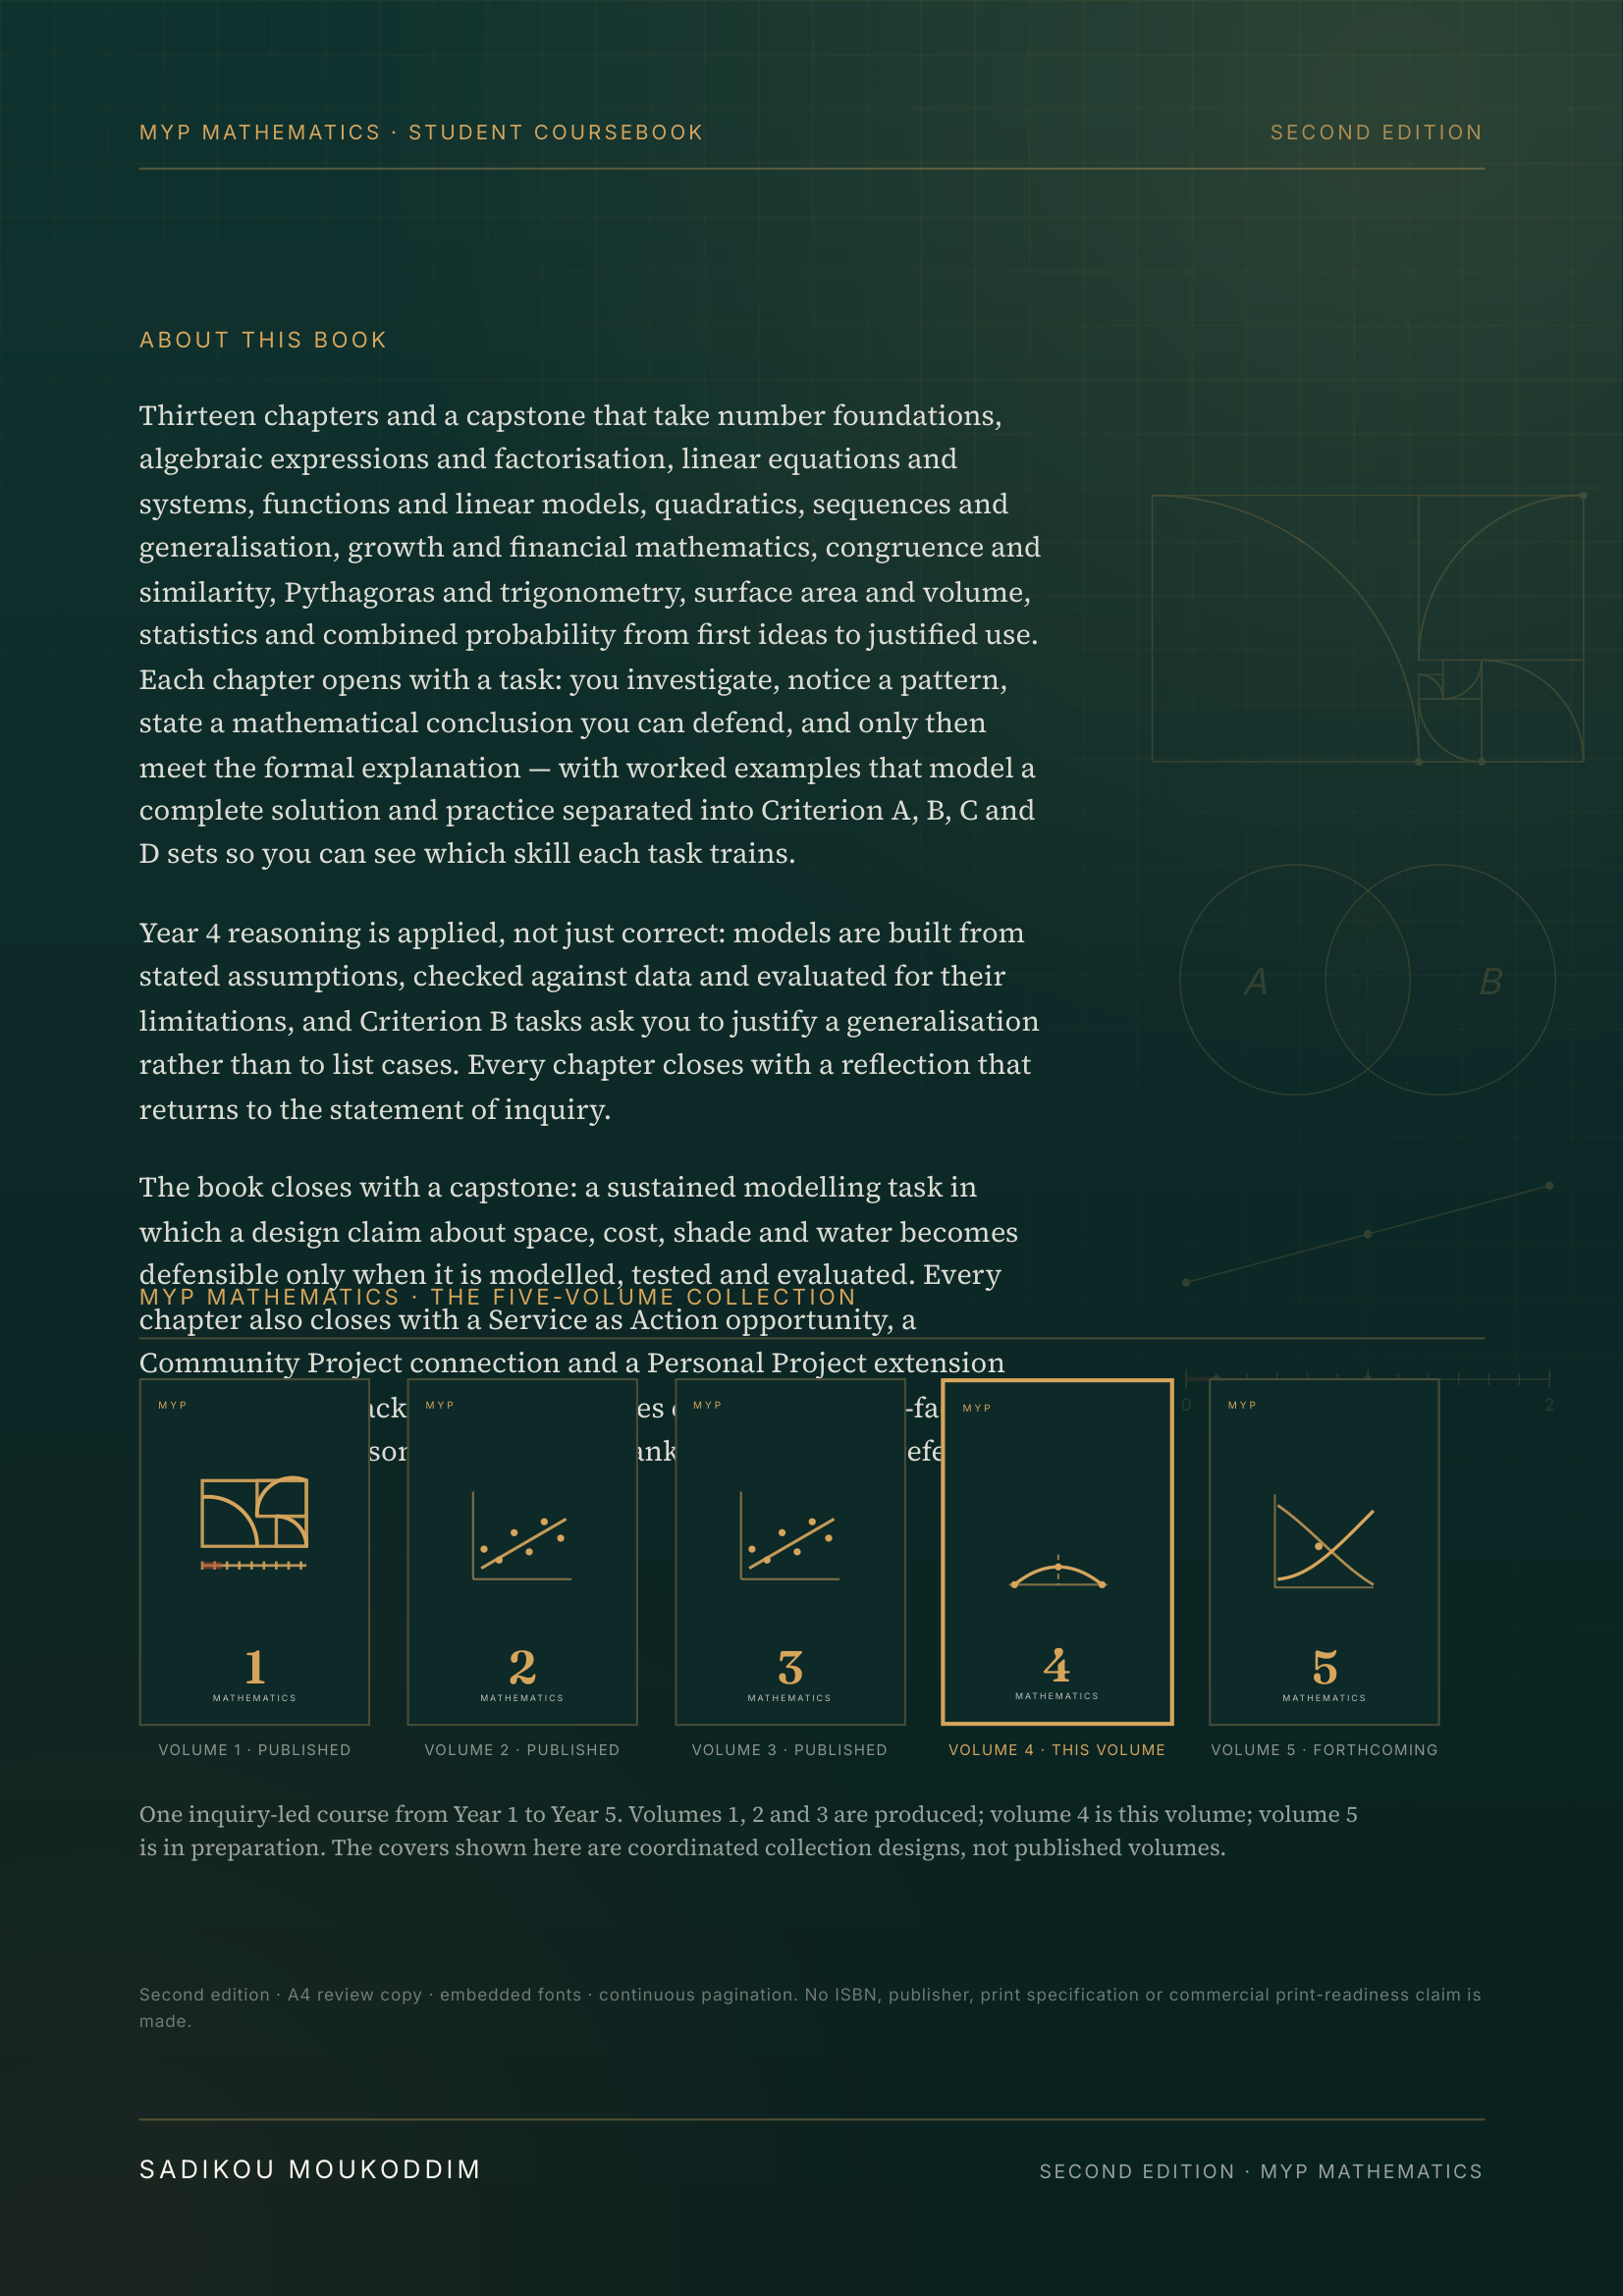 MYP MATHEMATICS · STUDENT COURSEBOOK
SECOND EDITION
ABOUT THIS BOOK
Thirteen chapters and a capstone that take number foundations,
algebraic expressions and factorisation, linear equations and
systems, functions and linear models, quadratics, sequences and
generalisation, growth and financial mathematics, congruence and
similarity, Pythagoras and trigonometry, surface area and volume,
statistics and combined probability from first ideas to justified use.
Each chapter opens with a task: you investigate, notice a pattern,
state a mathematical conclusion you can defend, and only then
meet the formal explanation — with worked examples that model a
complete solution and practice separated into Criterion A, B, C and
D sets so you can see which skill each task trains.
Year 4 reasoning is applied, not just correct: models are built from
stated assumptions, checked against data and evaluated for their
limitations, and Criterion B tasks ask you to justify a generalisation
rather than to list cases. Every chapter closes with a reflection that
returns to the statement of inquiry.
The book closes with a capstone: a sustained modelling task in
which a design claim about space, cost, shade and water becomes
defensible only when it is modelled, tested and evaluated. Every
MYP MATHEMATICS · THE FIVE-VOLUME COLLECTION
chapter also closes with a Service as Action opportunity, a
Community Project connection and a Personal Project extension
A
B
0
2
MYP
MYP
MYP
MYP
MYP
1
2
3
4
5
MATHEMATICS
MATHEMATICS
MATHEMATICS
MATHEMATICS
MATHEMATICS
VOLUME 1 · PUBLISHED
VOLUME 2 · PUBLISHED
VOLUME 3 · PUBLISHED
VOLUME 4 · THIS VOLUME
VOLUME 5 · FORTHCOMING
One inquiry-led course from Year 1 to Year 5. Volumes 1, 2 and 3 are produced; volume 4 is this volume; volume 5
is in preparation. The covers shown here are coordinated collection designs, not published volumes.
Second edition · A4 review copy · embedded fonts · continuous pagination. No ISBN, publisher, print specification or commercial print-readiness claim is
made.
SADIKOU MOUKODDIM
SECOND EDITION · MYP MATHEMATICS